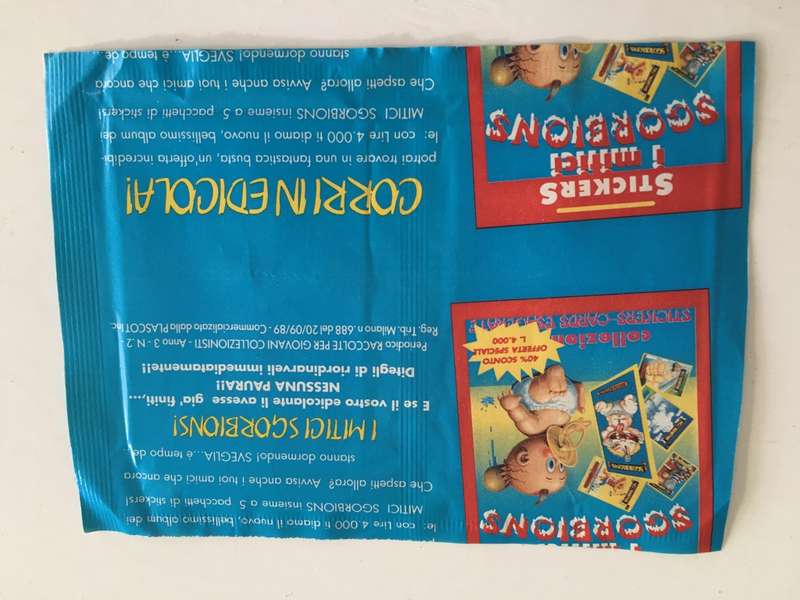 le: con Lire 4.000 ti diamo il nuovo, bellissimo album dei
MITICI SGORBIONS insieme a 5 pacchetti di stickers!
Che aspetti allora? Avvisa anche i tuoi amici che ancora
stanno dormendo! SVEGLIA...è tempo de...
I MITICI SGORBIONS!
E se il vostro edicolante li avesse gia' finiti,....
NESSUNA PAURA!!
Ditegli di riordinarveli immediatamente!!
Periodico RACCOLTE PER GIOVANI COLLEZIONISTI - Anno 3 - N. 2 -
Reg. Trib. Milano n. 688 del 20/09/89 - Commercializzato dalla PLASCOT Inc.
SGORBIONS
40% SCONTO
OFFERTA SPECIALE
L. 4.000
collezion
STICKERS-CARDS
CORRI IN EDICOLA!
potrai trovare in una fantastica busta, un'offerta, incredibi-
le: con Lire 4.000 ti diamo il nuovo, bellissimo album dei
MITICI SGORBIONS insieme a 5 pacchetti di stickers!
Che aspetti allora? Avvisa anche i tuoi amici che ancora
stanno dormendo! SVEGLIA...è tempo de
STICKERS
i mitici
SGORBIONS